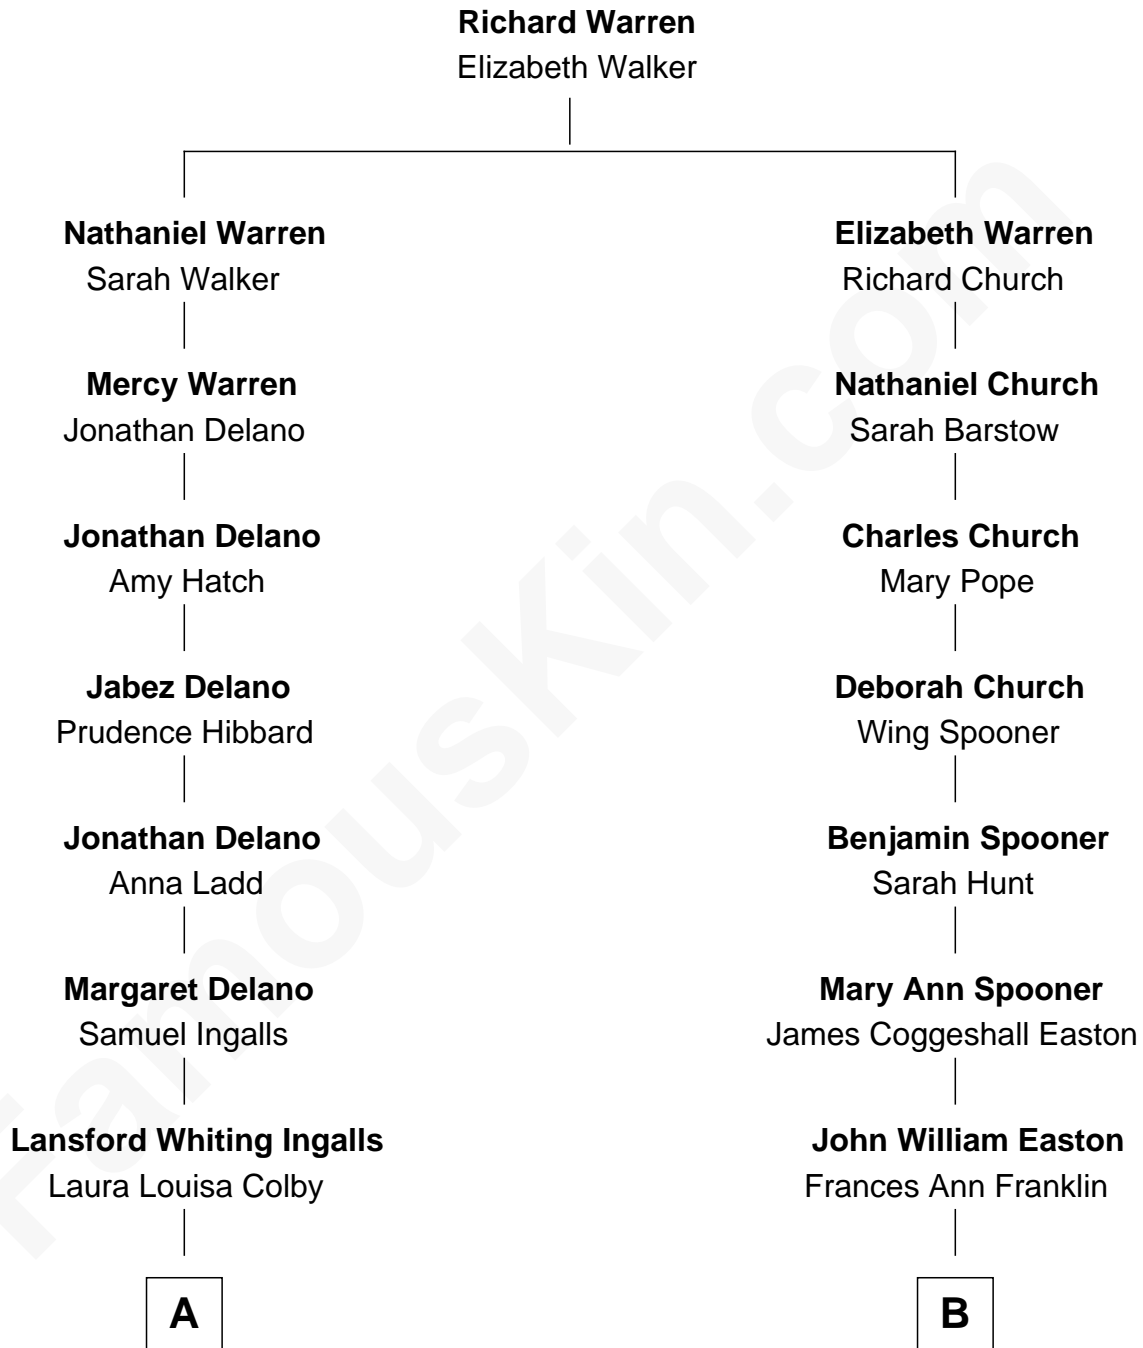 Richard Warren
Elizabeth Walker
Nathaniel Warren
Sarah Walker
Elizabeth Warren
Richard Church
Mercy Warren
Jonathan Delano
Nathaniel Church
Sarah Barstow
Jonathan Delano
Amy Hatch
Charles Church
Mary Pope
Jabez Delano
Prudence Hibbard
Deborah Church
Wing Spooner
Jonathan Delano
Anna Ladd
Benjamin Spooner
Sarah Hunt
Margaret Delano
Samuel Ingalls
Mary Ann Spooner
James Coggeshall Easton
Lansford Whiting Ingalls
Laura Louisa Colby
John William Easton
Frances Ann Franklin
A
B
FamousKin.com